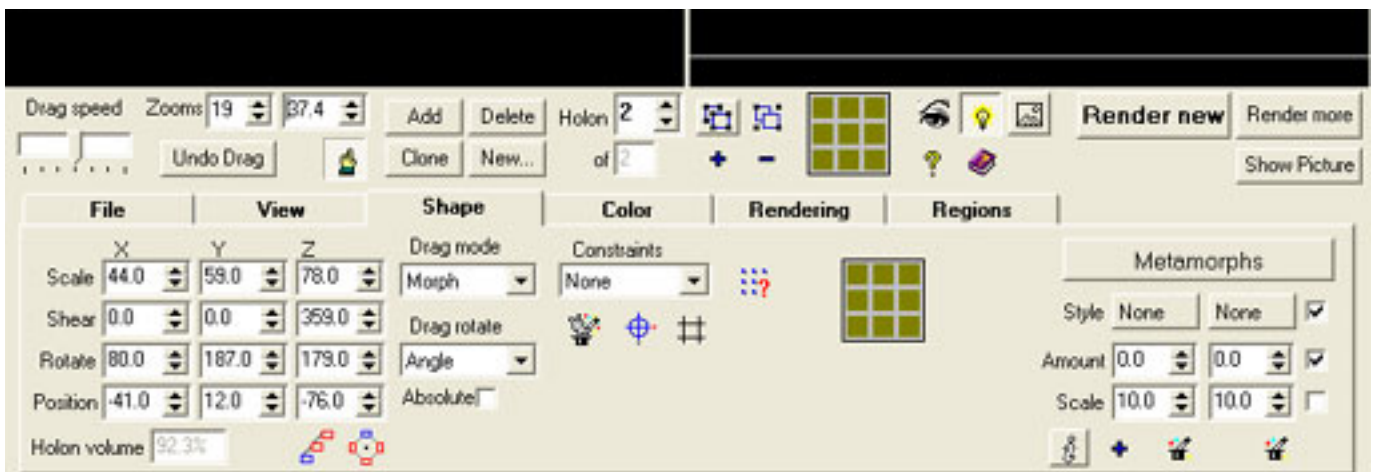 Drag speed Zooms 19 37.4 Add Delete Holon 2 Render new Render more
Undo Drag Clone New... of 2 Show Picture
File View Shape Color Rendering Regions
X Y Z Drag mode Constraints Metamorphs
Scale 44.0 59.0 78.0 Morph None
Shear 0.0 0.0 359.0 Drag rotate Style None None
Rotate 80.0 187.0 179.0 Angle Amount 0.0 0.0
Position -41.0 12.0 -76.0 Absolute Scale 10.0 10.0
Holon volume 92.3%